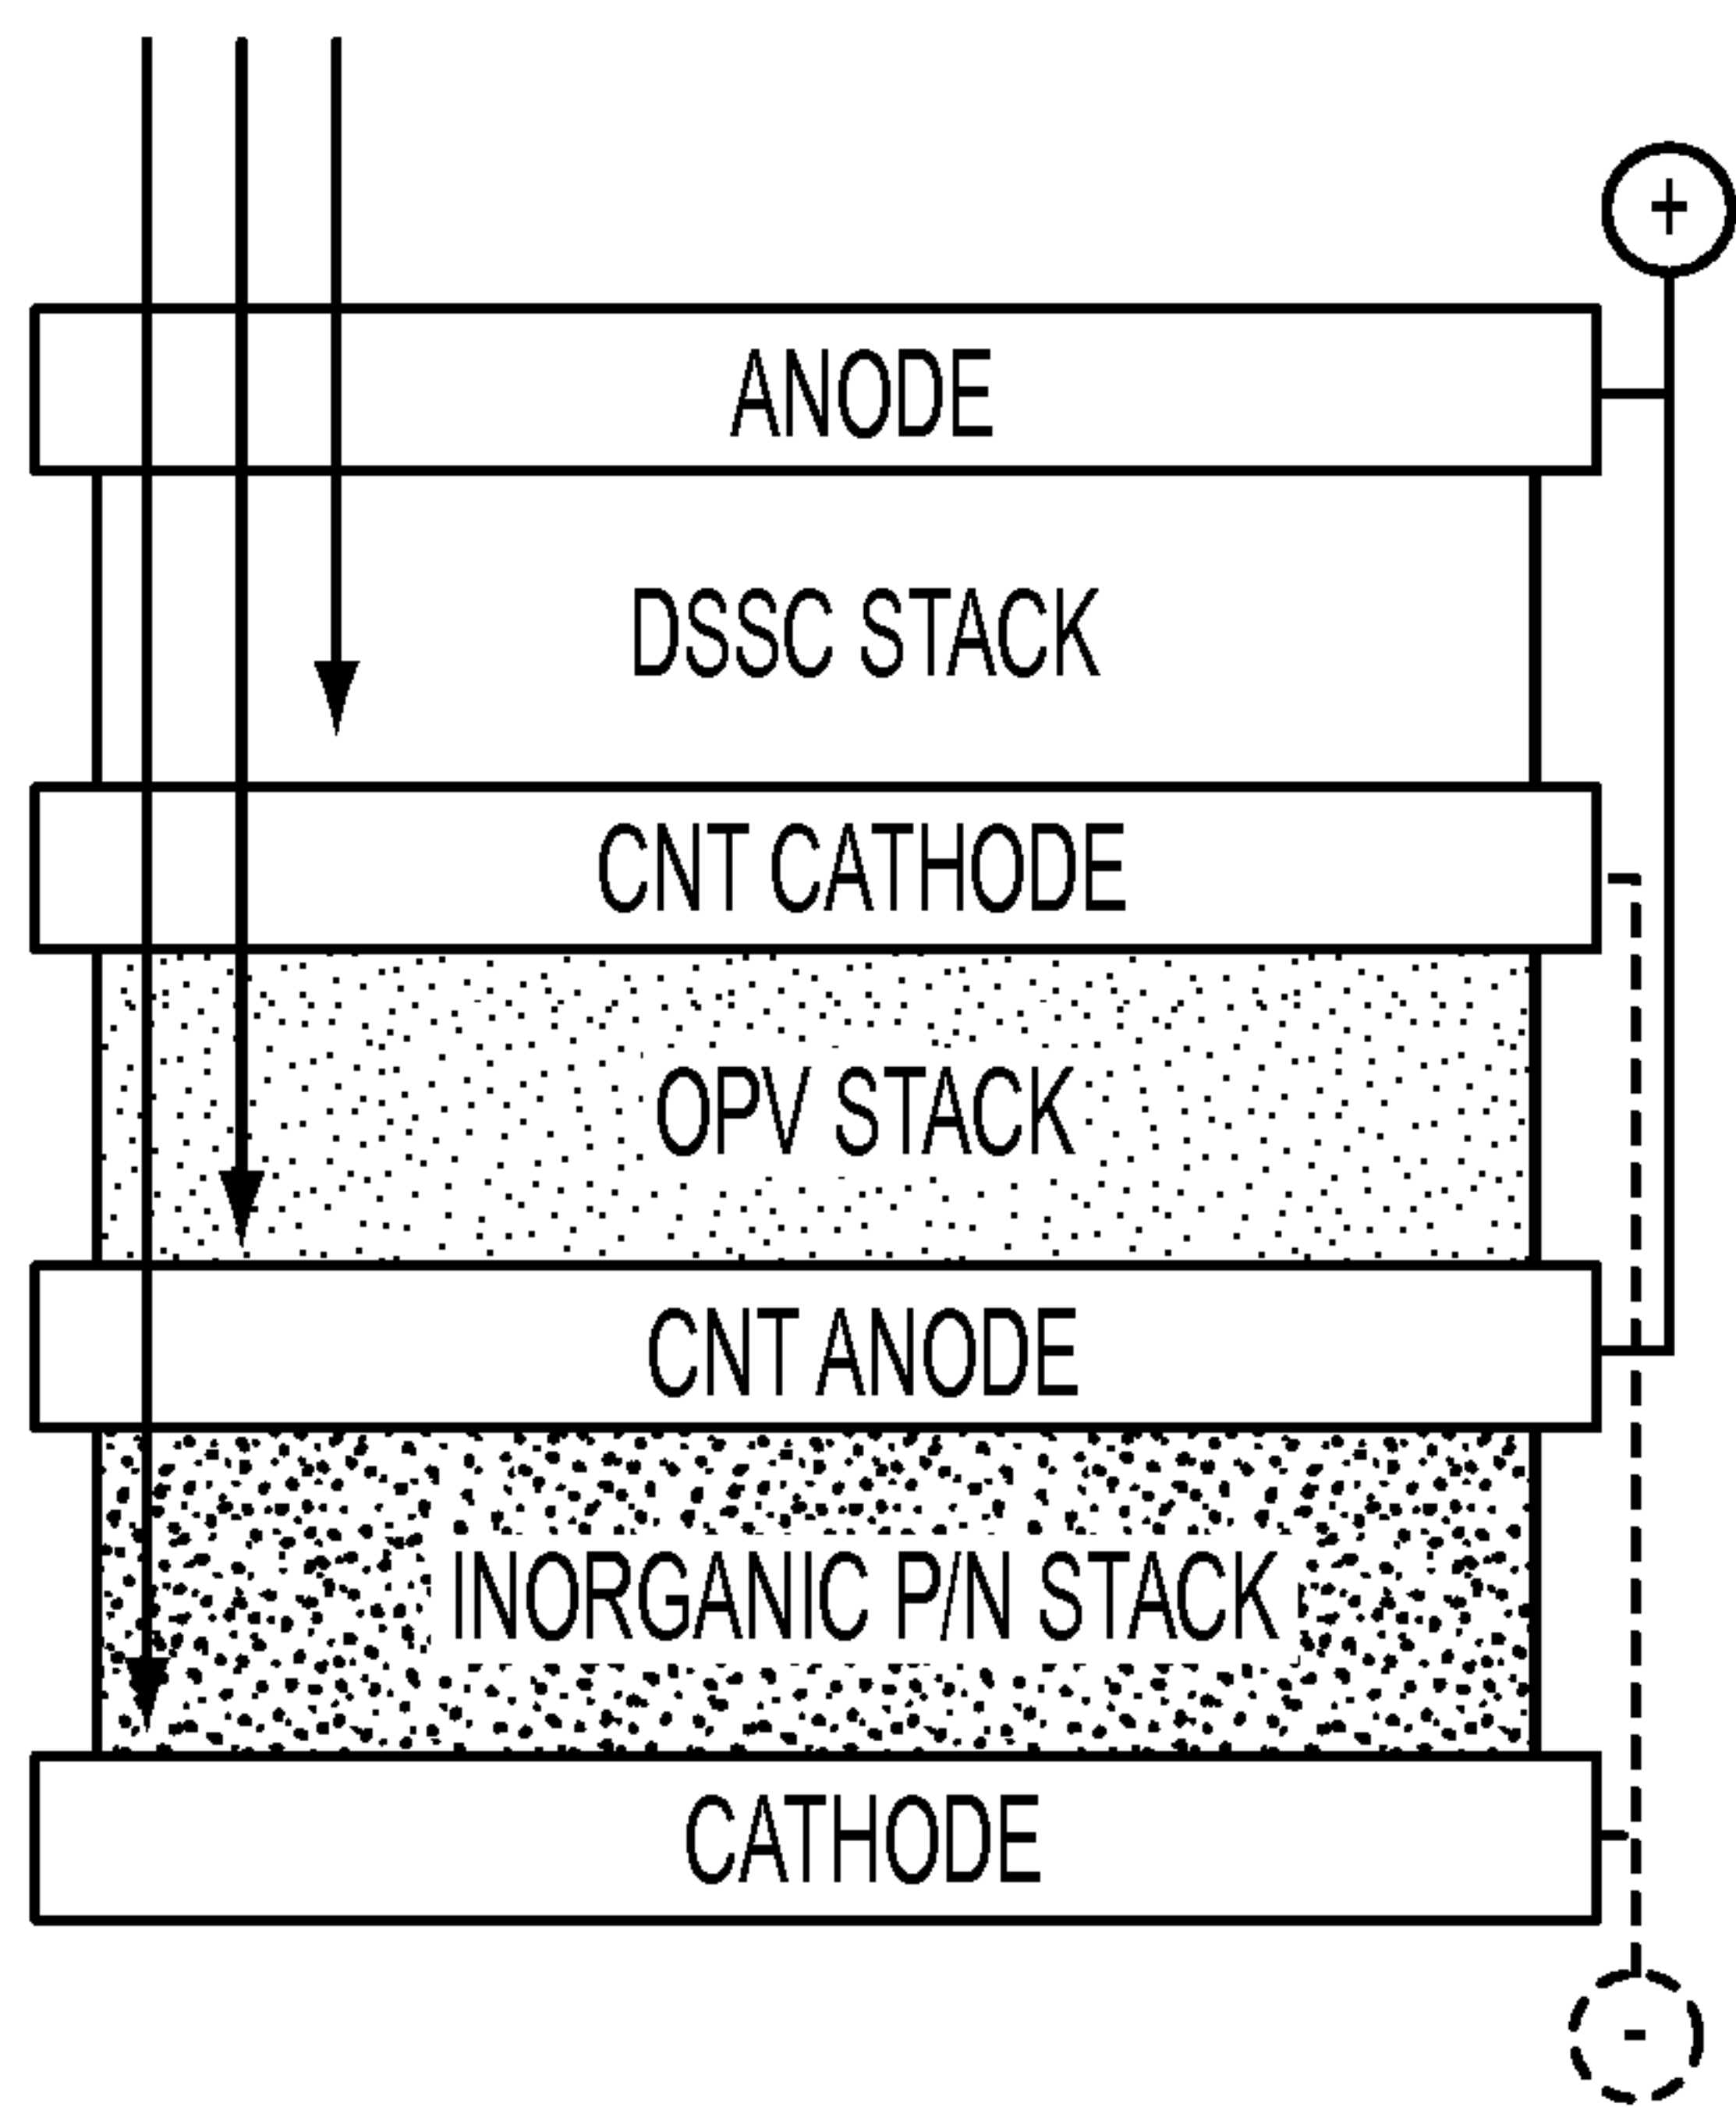 +
ANODE
DSSC STACK
CNT CATHODE
OPV STACK
CNT ANODE
INORGANIC P/N STACK
CATHODE
-